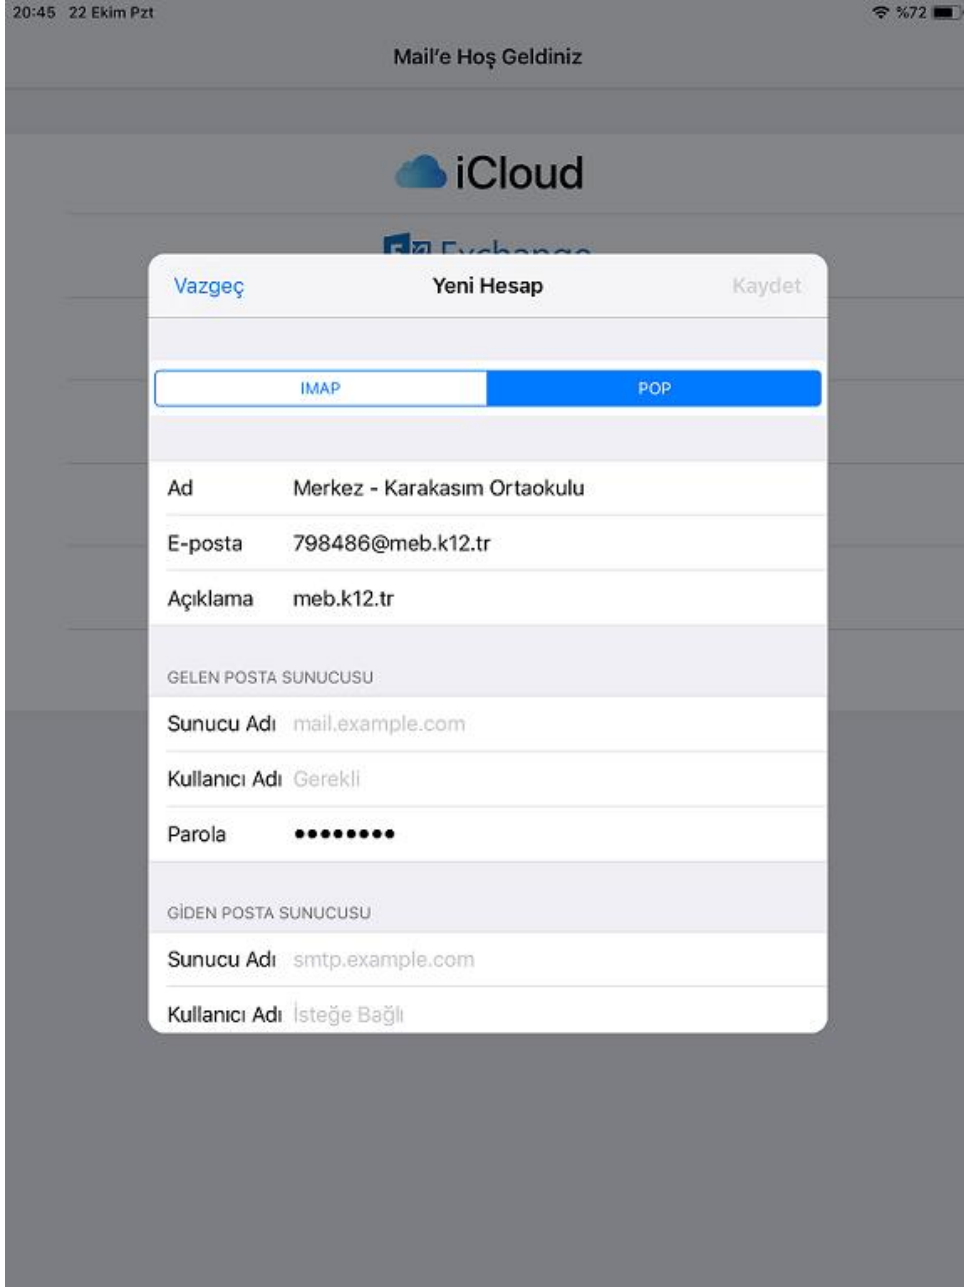 20:45 22 Ekim Pzt %72
Mail'e Hoş Geldiniz
iCloud
Exchange
Vazgeç Yeni Hesap Kaydet
IMAP POP
Ad Merkez - Karakasım Ortaokulu
E-posta 798486@meb.k12.tr
Açıklama meb.k12.tr
GELEN POSTA SUNUCUSU
Sunucu Adı mail.example.com
Kullanıcı Adı Gerekli
Parola ••••••••
GİDEN POSTA SUNUCUSU
Sunucu Adı smtp.example.com
Kullanıcı Adı İsteğe Bağlı